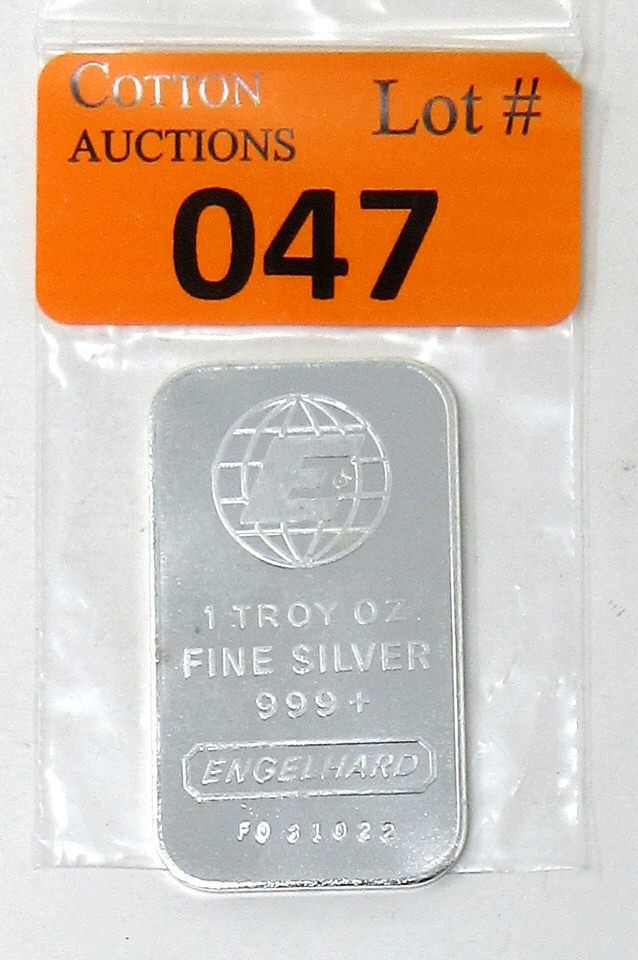 COTTON
AUCTIONS
Lot #
047
E
1 TROY OZ
FINE SILVER
999+
ENGELHARD
FO 31022